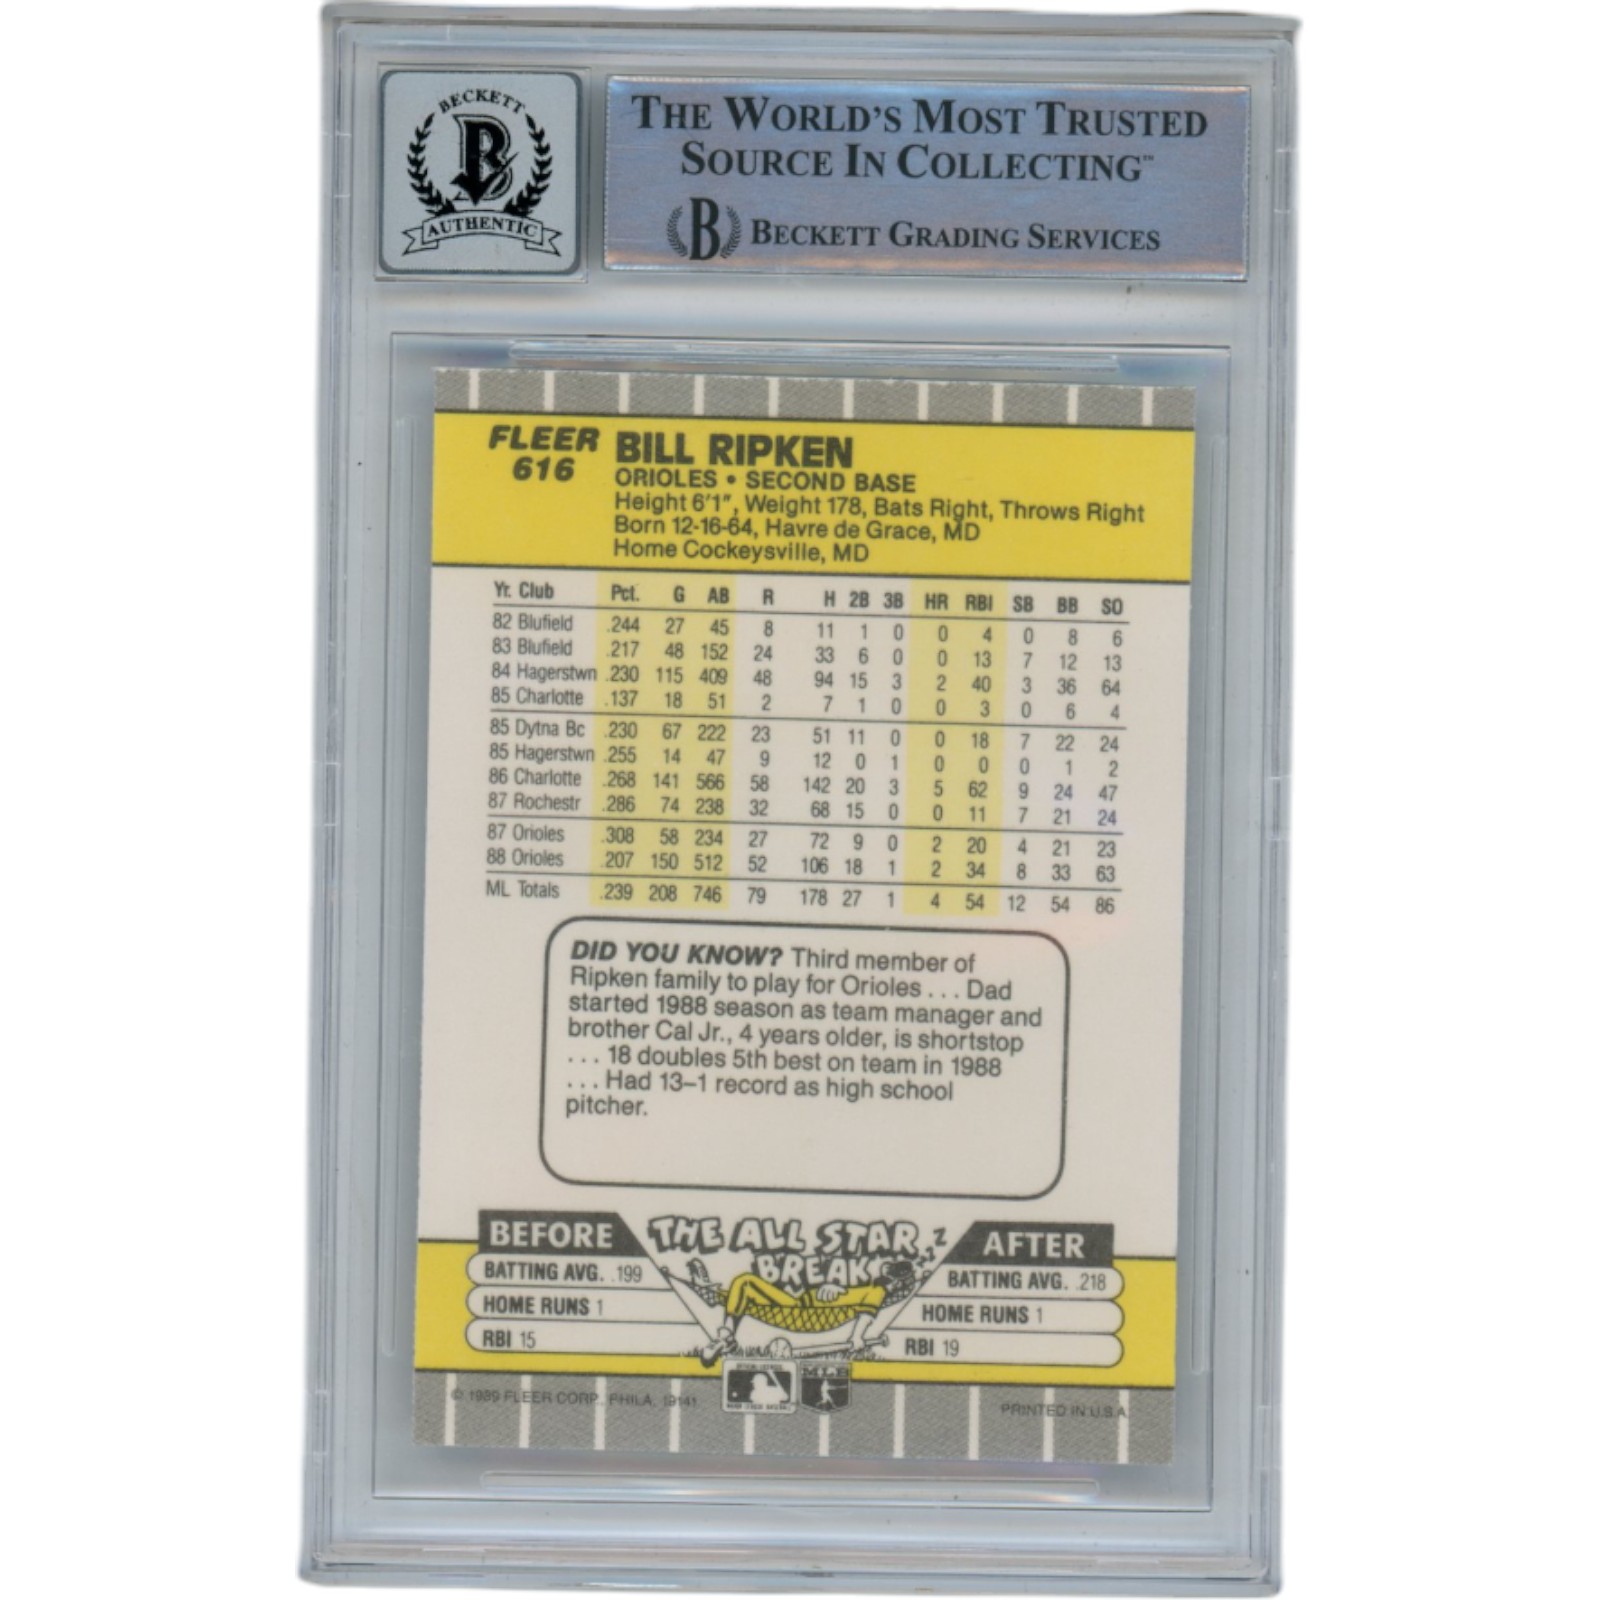 BECKETT
B
AUTHENTIC
THE WORLD'S MOST TRUSTED
SOURCE IN COLLECTING™
B BECKETT GRADING SERVICES
FLEER
616
BILL RIPKEN
ORIOLES • SECOND BASE
Height 6'1", Weight 178, Bats Right, Throws Right
Born 12-16-64, Havre de Grace, MD
Home Cockeysville, MD
Yr. Club Pct. G AB R H 2B 3B HR RBI SB BB SO
82 Blufield .244 27 45 8 11 1 0 0 4 0 8 6
83 Blufield .217 48 152 24 33 6 0 0 13 7 12 13
84 Hagerstwn .230 115 409 48 94 15 3 2 40 3 36 64
85 Charlotte .137 18 51 2 7 1 0 0 3 0 6 4
85 Dytna Bc .230 67 222 23 51 11 0 0 18 7 22 24
85 Hagerstwn .255 14 47 9 12 0 1 0 0 0 1 2
86 Charlotte .268 141 566 58 142 20 3 5 62 9 24 47
87 Rochestr .286 74 238 32 68 15 0 0 11 7 21 24
87 Orioles .308 58 234 27 72 9 0 2 20 4 21 23
88 Orioles .207 150 512 52 106 18 1 2 34 8 33 63
ML Totals .239 208 746 79 178 27 1 4 54 12 54 86
DID YOU KNOW? Third member of
Ripken family to play for Orioles . . . Dad
started 1988 season as team manager and
brother Cal Jr., 4 years older, is shortstop
. . . 18 doubles 5th best on team in 1988
. . . Had 13–1 record as high school
pitcher.
BEFORE
BATTING AVG. .199
HOME RUNS 1
RBI 15
THE ALL STAR
BREAK
Z Z Z
AFTER
BATTING AVG. .218
HOME RUNS 1
RBI 19
© 1989 FLEER CORP., PHILA. 19141
MLB
PRINTED IN U.S.A.